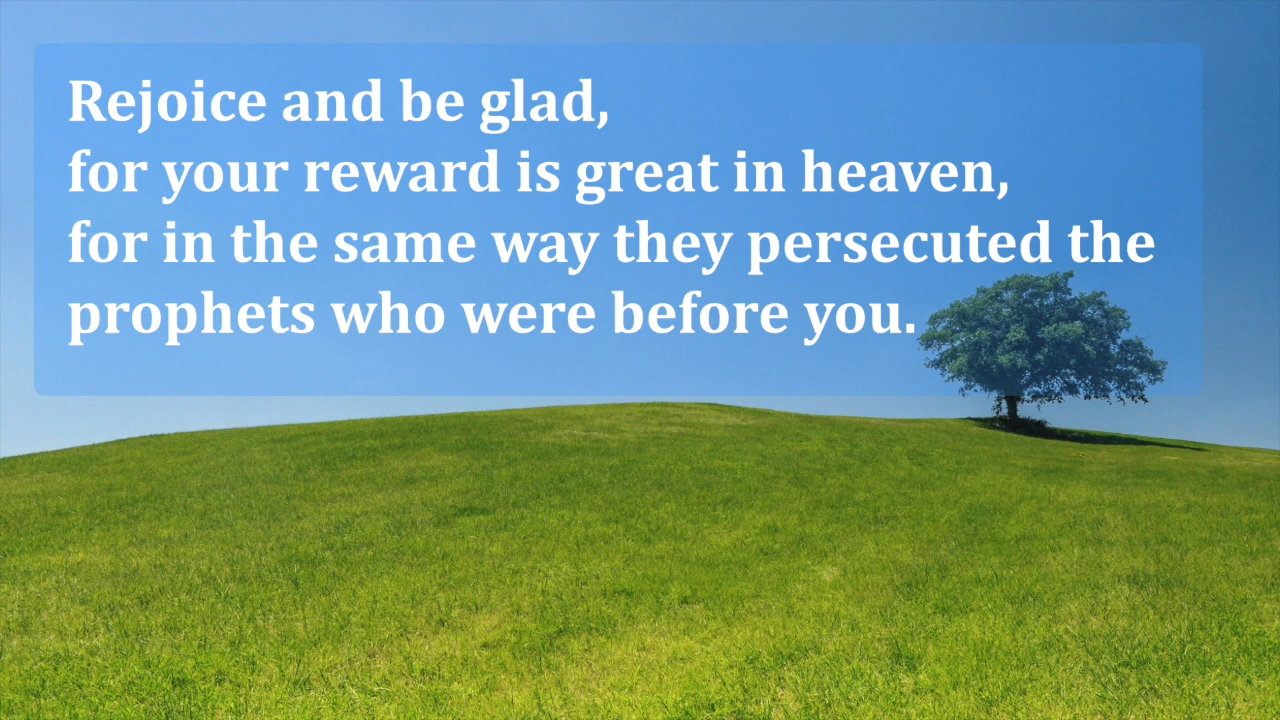 Rejoice and be glad,
for your reward is great in heaven,
for in the same way they persecuted the
prophets who were before you.